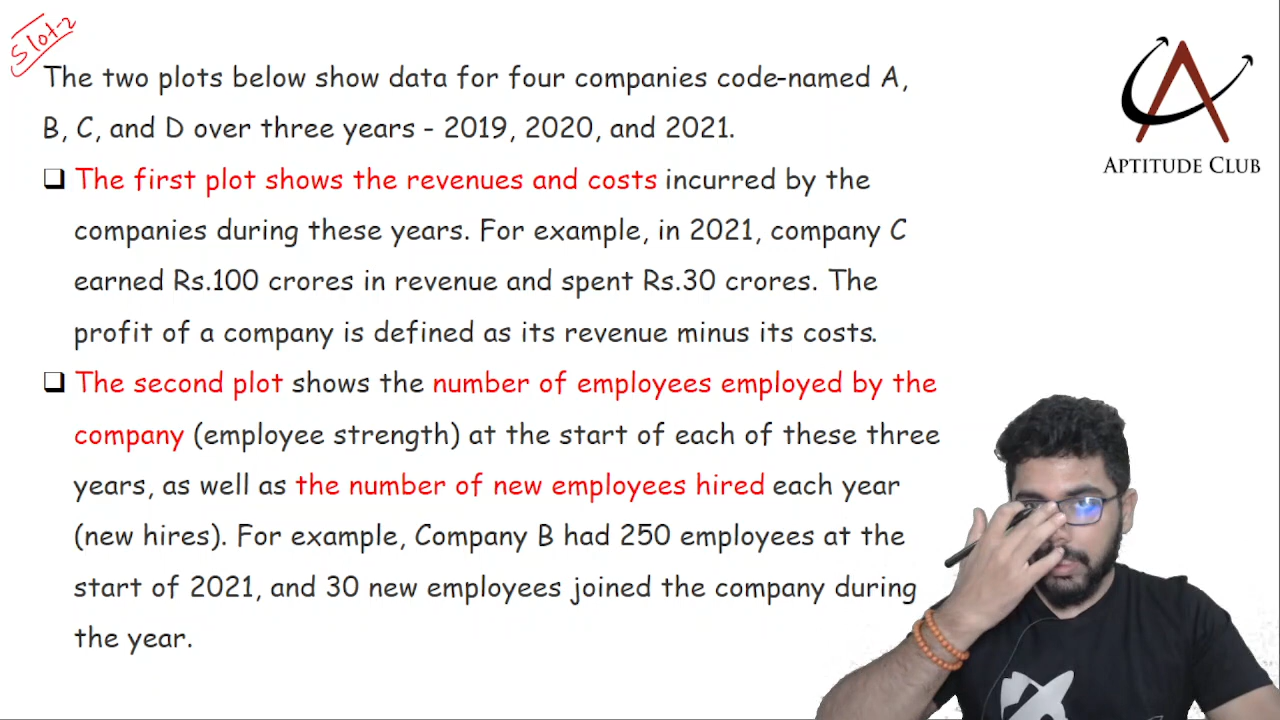 Slot-2
The two plots below show data for four companies code-named A,
B, C, and D over three years - 2019, 2020, and 2021.
The first plot shows the revenues and costs incurred by the
companies during these years. For example, in 2021, company C
earned Rs.100 crores in revenue and spent Rs.30 crores. The
profit of a company is defined as its revenue minus its costs.
The second plot shows the number of employees employed by the
company (employee strength) at the start of each of these three
years, as well as the number of new employees hired each year
(new hires). For example, Company B had 250 employees at the
start of 2021, and 30 new employees joined the company during
the year.
APTITUDE CLUB